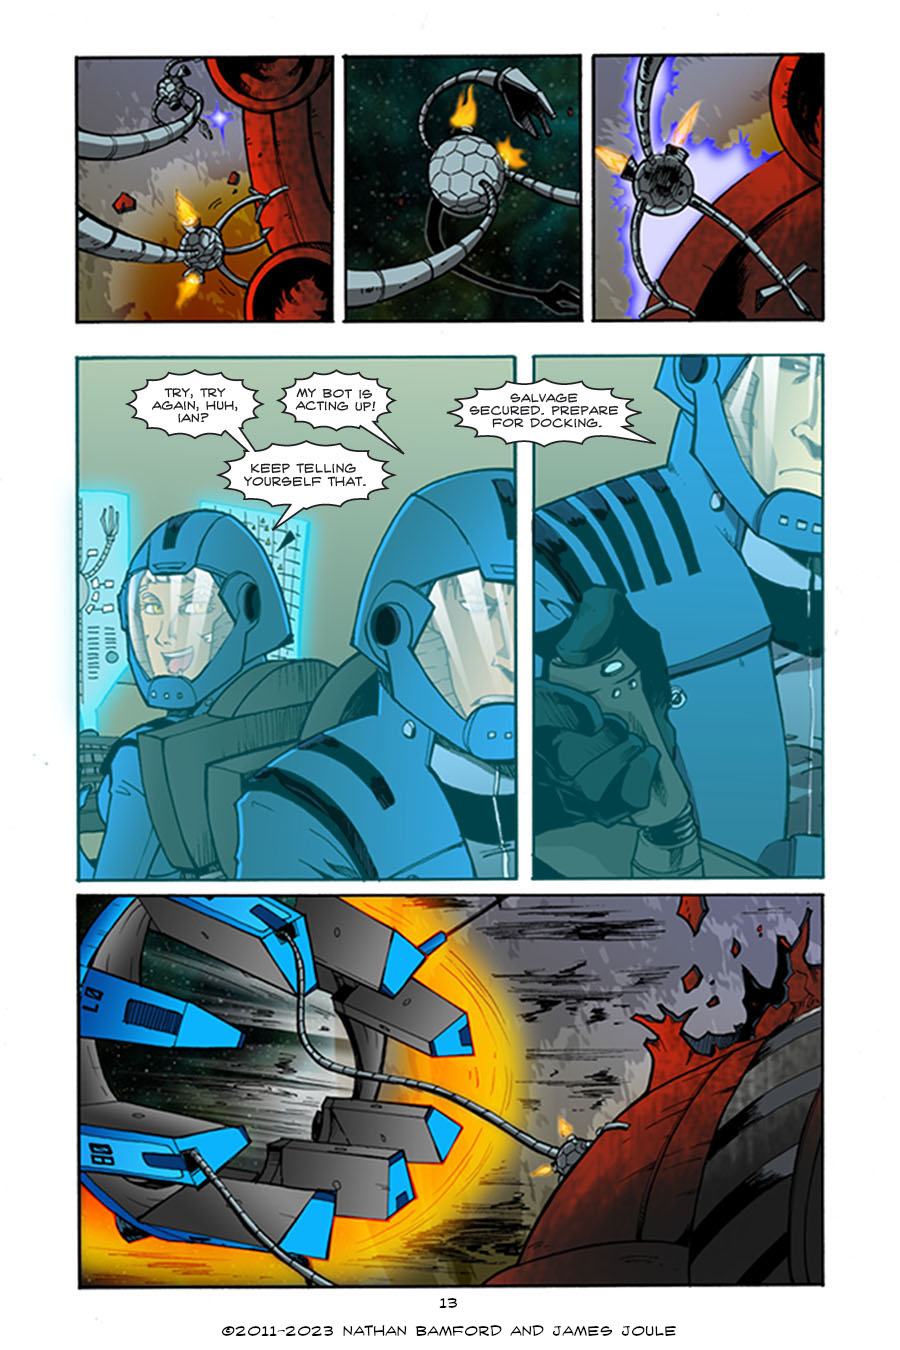 TRY, TRY
AGAIN, HUH,
IAN?
MY BOT IS
ACTING UP!
KEEP TELLING
YOURSELF THAT.
SALVAGE
SECURED. PREPARE
FOR DOCKING.
13
©2011-2023 NATHAN BAMFORD AND JAMES JOULE